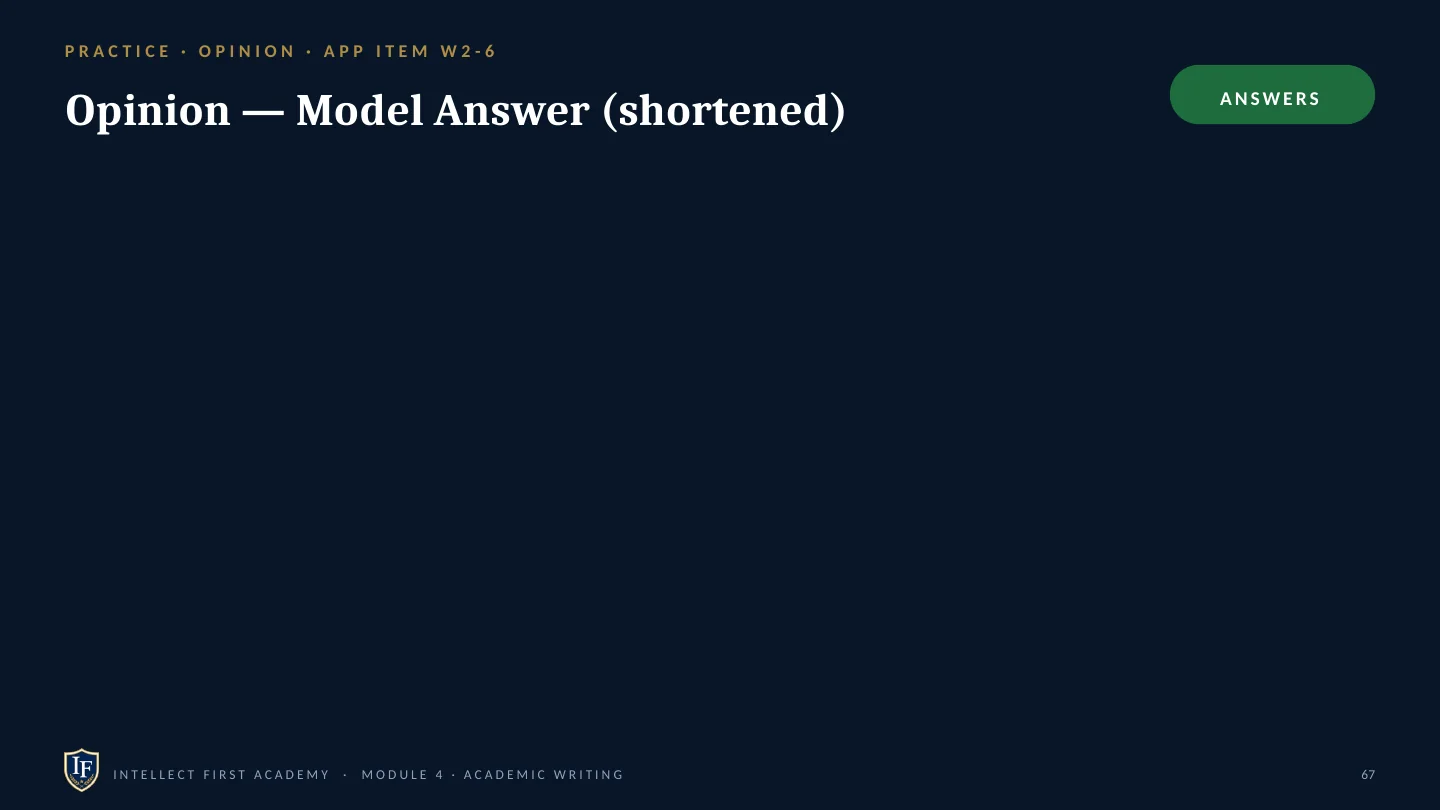 PRACTICE · OPINION · APP ITEM W2-6
Opinion — Model Answer (shortened)
ANSWERS
IF
INTELLECT FIRST ACADEMY · MODULE 4 · ACADEMIC WRITING
67